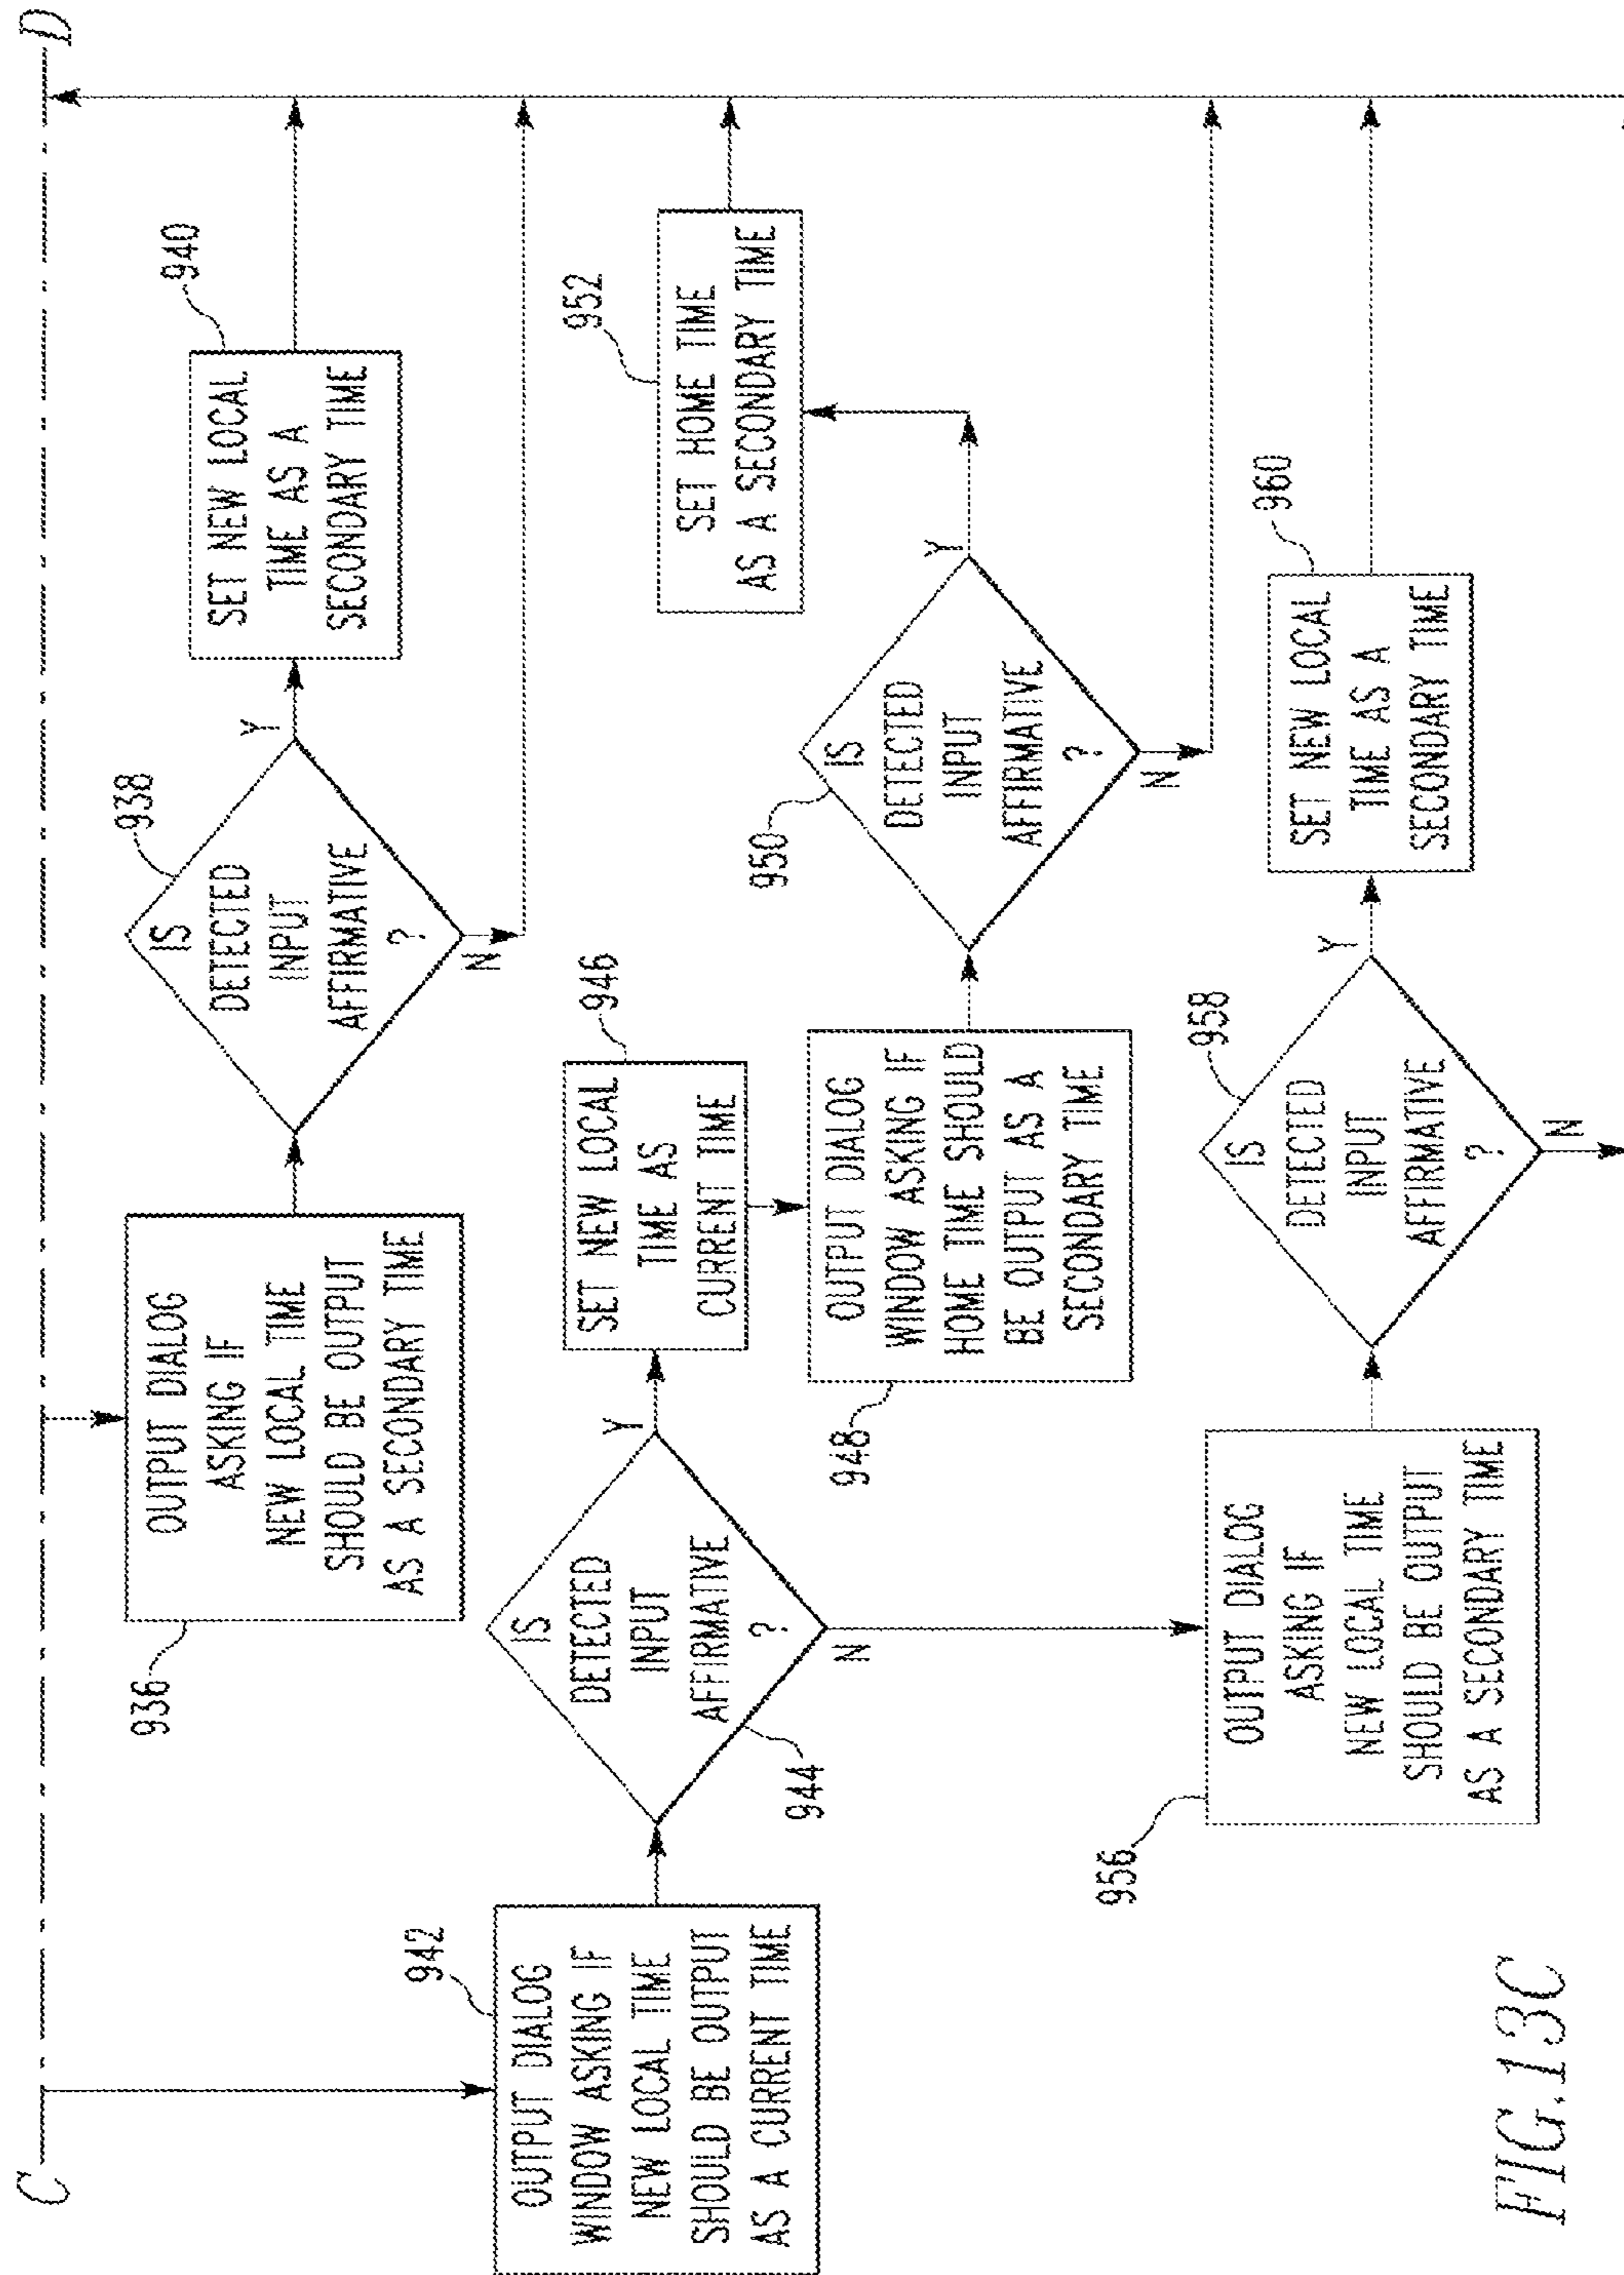 C
D
936
OUTPUT DIALOG
ASKING IF
NEW LOCAL TIME
SHOULD BE OUTPUT
AS A SECONDARY TIME
938
IS
DETECTED
INPUT
AFFIRMATIVE
?
Y
N
940
SET NEW LOCAL
TIME AS A
SECONDARY TIME
942
OUTPUT DIALOG
WINDOW ASKING IF
NEW LOCAL TIME
SHOULD BE OUTPUT
AS A CURRENT TIME
944
IS
DETECTED
INPUT
AFFIRMATIVE
?
Y
N
946
SET NEW LOCAL
TIME AS
CURRENT TIME
948
OUTPUT DIALOG
WINDOW ASKING IF
HOME TIME SHOULD
BE OUTPUT AS A
SECONDARY TIME
950
IS
DETECTED
INPUT
AFFIRMATIVE
?
Y
N
952
SET HOME TIME
AS A SECONDARY TIME
956
OUTPUT DIALOG
ASKING IF
NEW LOCAL TIME
SHOULD BE OUTPUT
AS A SECONDARY TIME
958
IS
DETECTED
INPUT
AFFIRMATIVE
?
Y
N
960
SET NEW LOCAL
TIME AS A
SECONDARY TIME
FIG.13C